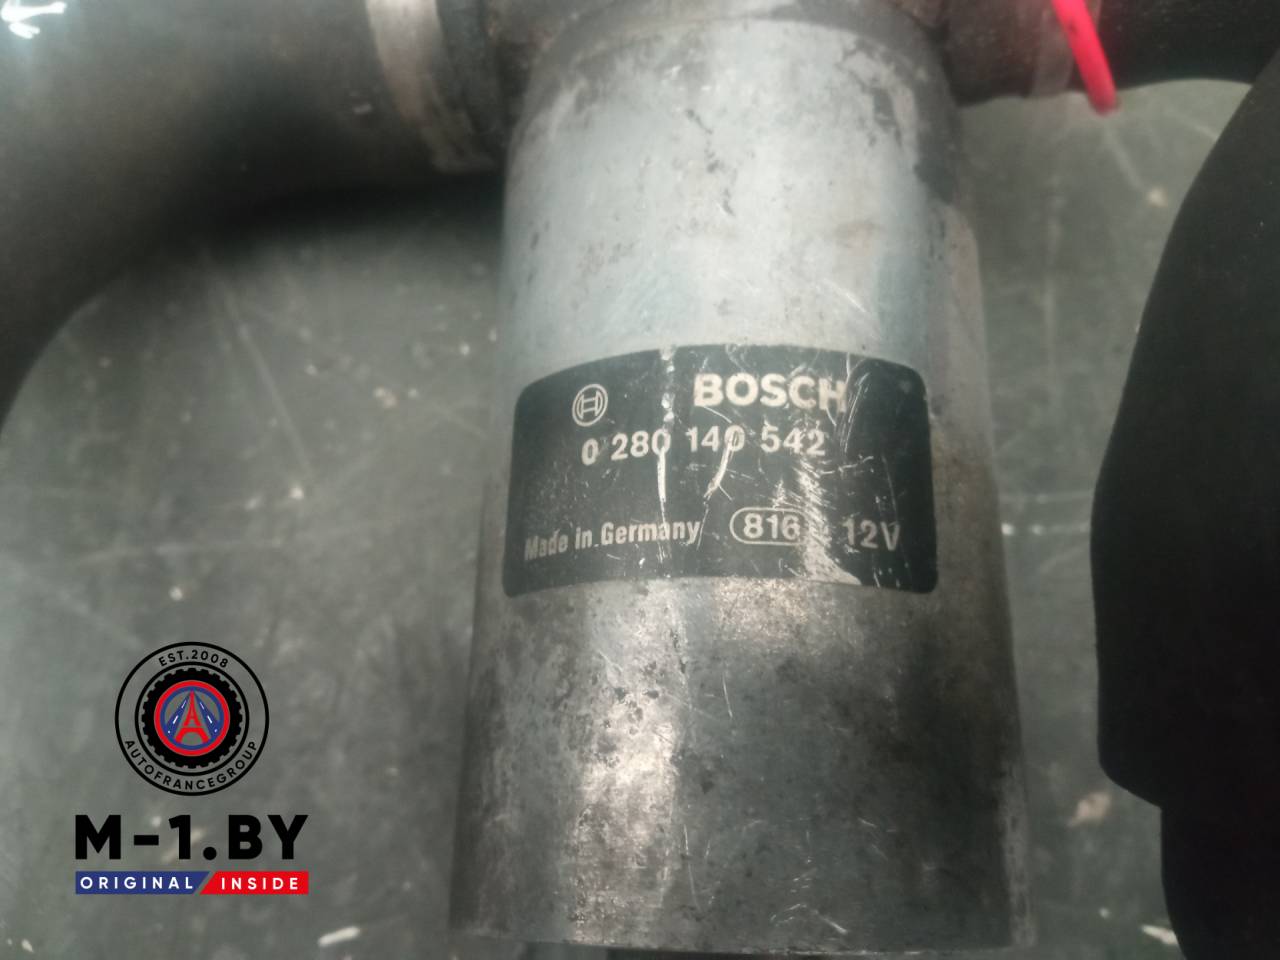 BOSCH
0 280 140 542
Made in Germany 816 12V
EST.2008
AUTOFRANCEGROUP
M-1.BY
ORIGINAL INSIDE